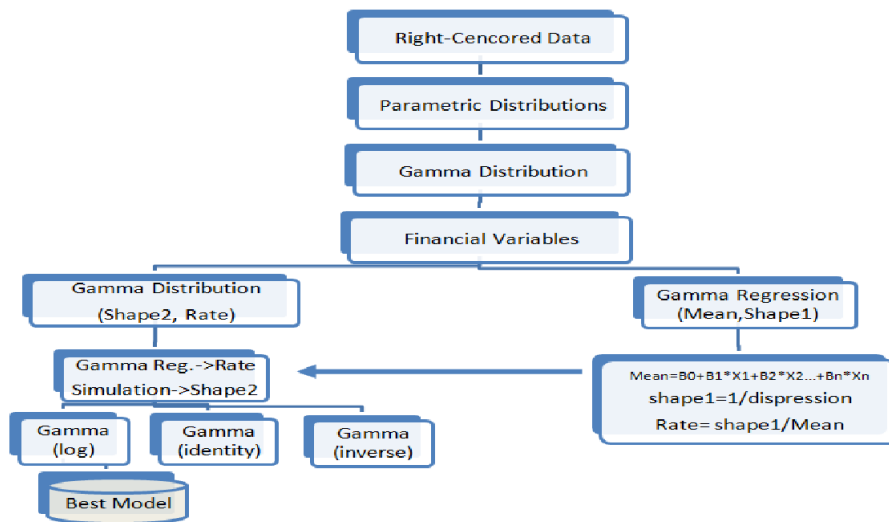 Right-Cencored Data
Parametric Distributions
Gamma Distribution
Financial Variables
Gamma Distribution
(Shape2, Rate)
Gamma Regression
(Mean,Shape1)
Gamma Reg.->Rate
Simulation->Shape2
Mean=B0+B1*X1+B2*X2...+Bn*Xn
shape1=1/dispression
Rate= shape1/Mean
Gamma
(log)
Gamma
(identity)
Gamma
(inverse)
Best Model